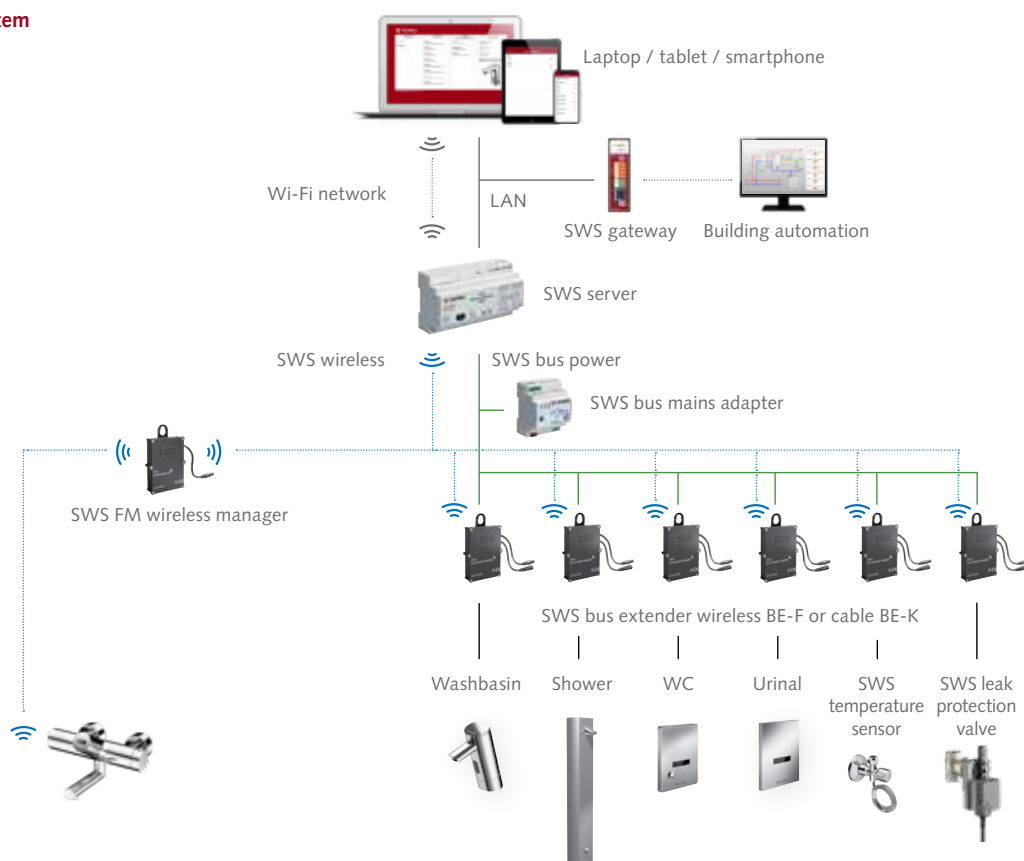 tem
Laptop / tablet / smartphone
Wi-Fi network
LAN
SWS gateway
Building automation
SWS server
SWS wireless
SWS bus power
SWS bus mains adapter
SWS FM wireless manager
SWS bus extender wireless BE-F or cable BE-K
Washbasin
Shower
WC
Urinal
SWS
temperature
sensor
SWS leak
protection
valve